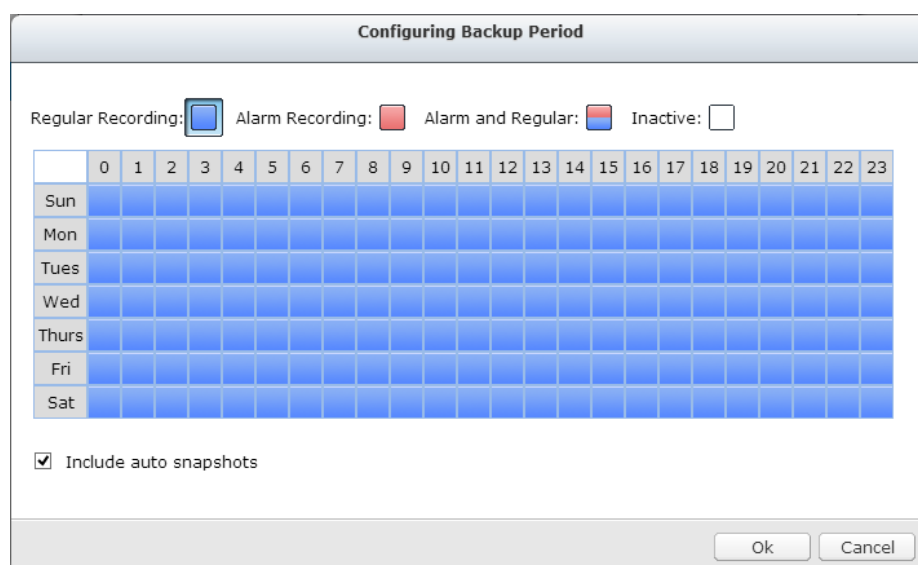 Configuring Backup Period
Regular Recording: Alarm Recording: Alarm and Regular: Inactive:
0 1 2 3 4 5 6 7 8 9 10 11 12 13 14 15 16 17 18 19 20 21 22 23
Sun
Mon
Tues
Wed
Thurs
Fri
Sat
Include auto snapshots
Ok Cancel